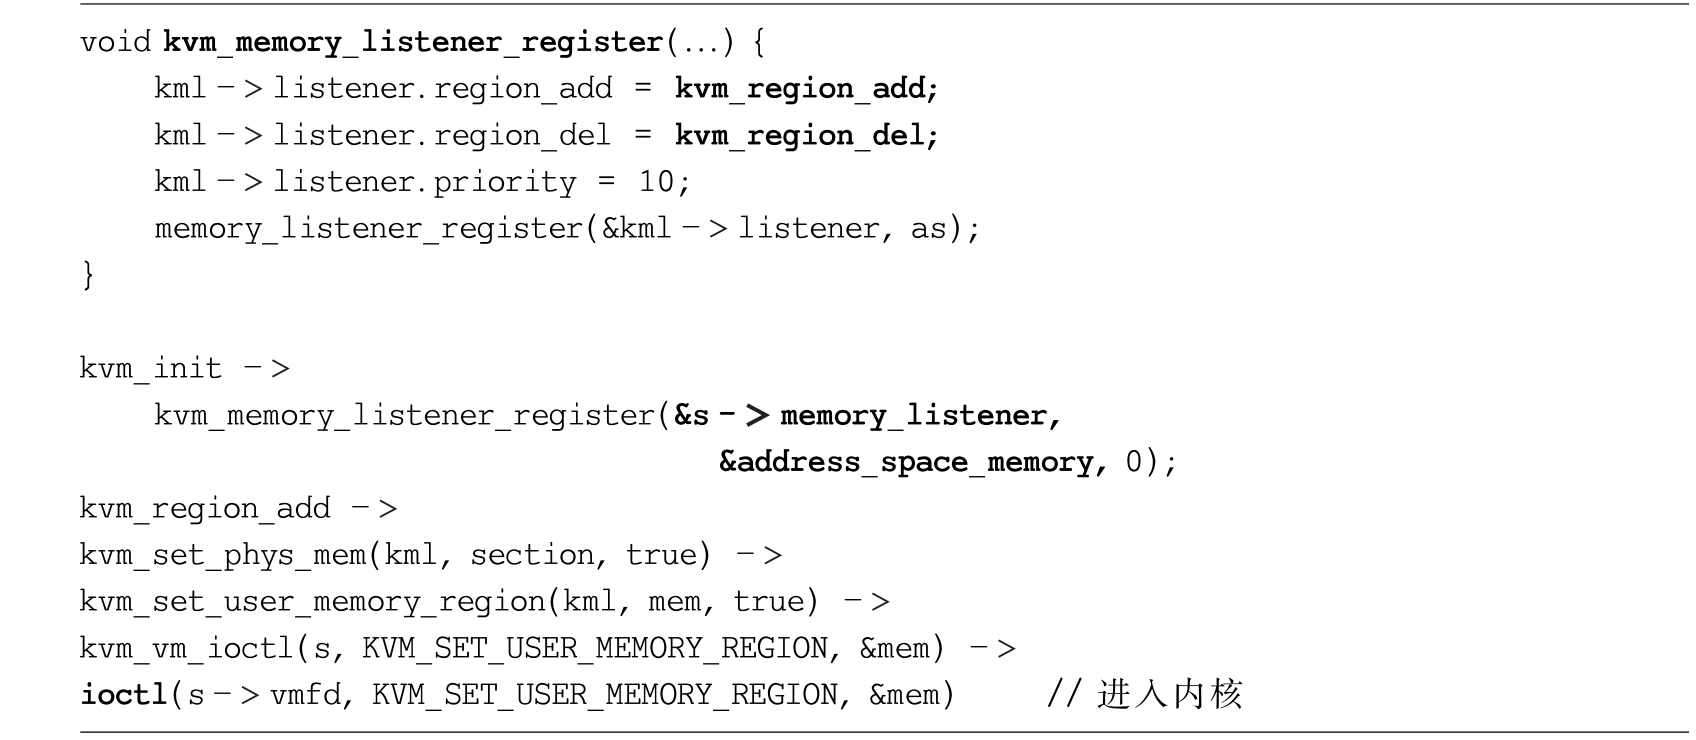 void kvm_memory_listener_register(...) {
    kml->listener.region_add = kvm_region_add;
    kml->listener.region_del = kvm_region_del;
    kml->listener.priority = 10;
    memory_listener_register(&kml->listener, as);
}
kvm_init ->
    kvm_memory_listener_register(&s->memory_listener,
                                 &address_space_memory, 0);
kvm_region_add ->
kvm_set_phys_mem(kml, section, true) ->
kvm_set_user_memory_region(kml, mem, true) ->
kvm_vm_ioctl(s, KVM_SET_USER_MEMORY_REGION, &mem) ->
ioctl(s->vmfd, KVM_SET_USER_MEMORY_REGION, &mem)    // 进入内核